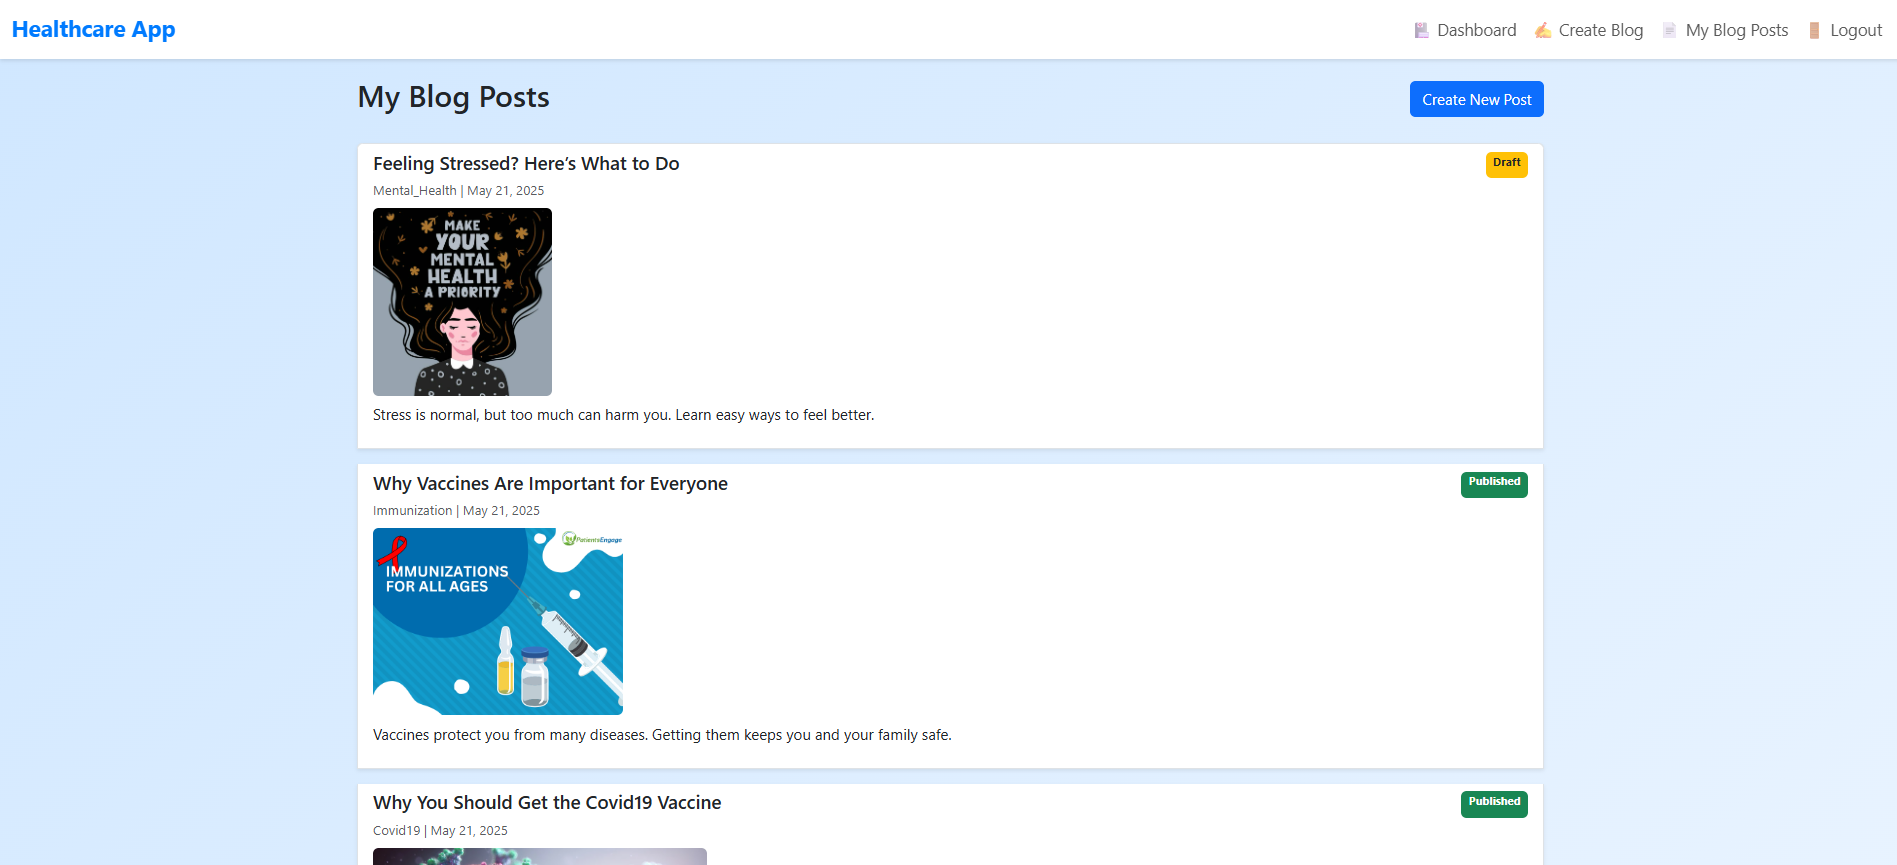 Healthcare App
Dashboard
Create Blog
My Blog Posts
Logout
My Blog Posts
Create New Post
Feeling Stressed? Here’s What to Do
Draft
Mental_Health | May 21, 2025
MAKE
YOUR
MENTAL
HEALTH
A PRIORITY
Stress is normal, but too much can harm you. Learn easy ways to feel better.
Why Vaccines Are Important for Everyone
Published
Immunization | May 21, 2025
PatientsEngage
IMMUNIZATIONS
FOR ALL AGES
Vaccines protect you from many diseases. Getting them keeps you and your family safe.
Why You Should Get the Covid19 Vaccine
Published
Covid19 | May 21, 2025